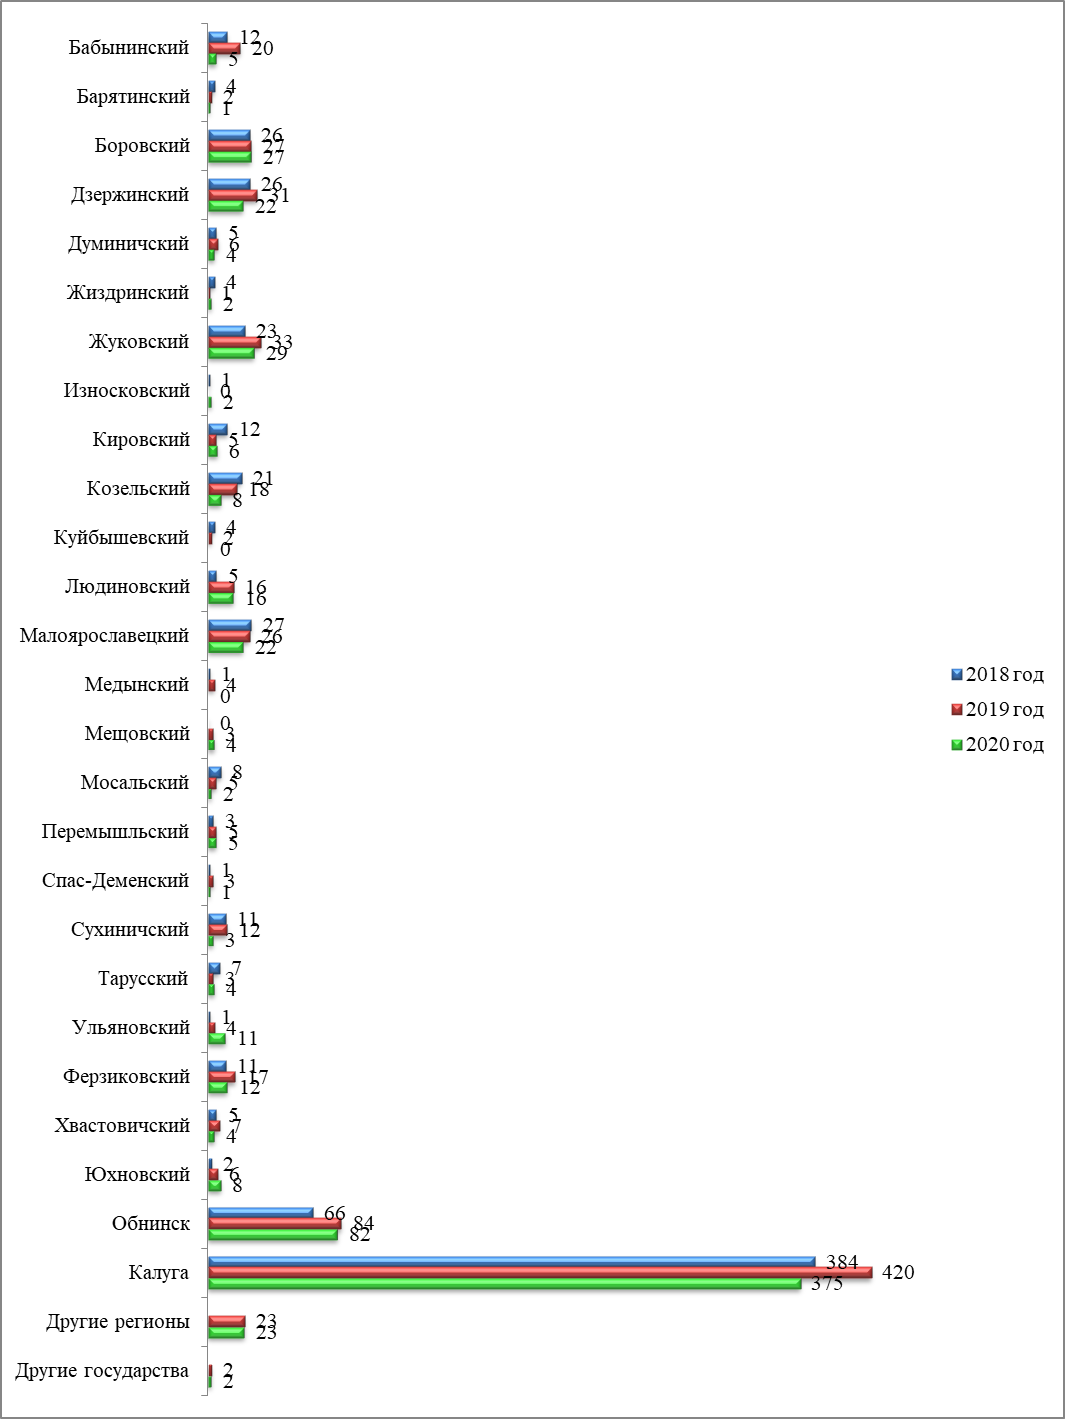 Бабынинский 12 20 5
Барятинский 4 2 1
Боровский 26 27 27
Дзержинский 26 31 22
Думиничский 5 6 4
Жиздринский 4 1 2
Жуковский 23 33 29
Износковский 1 0 2
Кировский 12 5 6
Козельский 21 18 8
Куйбышевский 4 2 0
Людиновский 5 16 16
Малоярославецкий 27 26 22
Медынский 1 4 0
Мещовский 0 3 4
Мосальский 8 5 2
Перемышльский 3 5 5
Спас-Деменский 1 3 1
Сухиничский 11 12 3
Тарусский 7 3 4
Ульяновский 1 4 11
Ферзиковский 11 17 12
Хвастовичский 5 7 4
Юхновский 2 6 8
Обнинск 66 84 82
Калуга 384 420 375
Другие регионы 23 23
Другие государства 2 2
2018 год
2019 год
2020 год